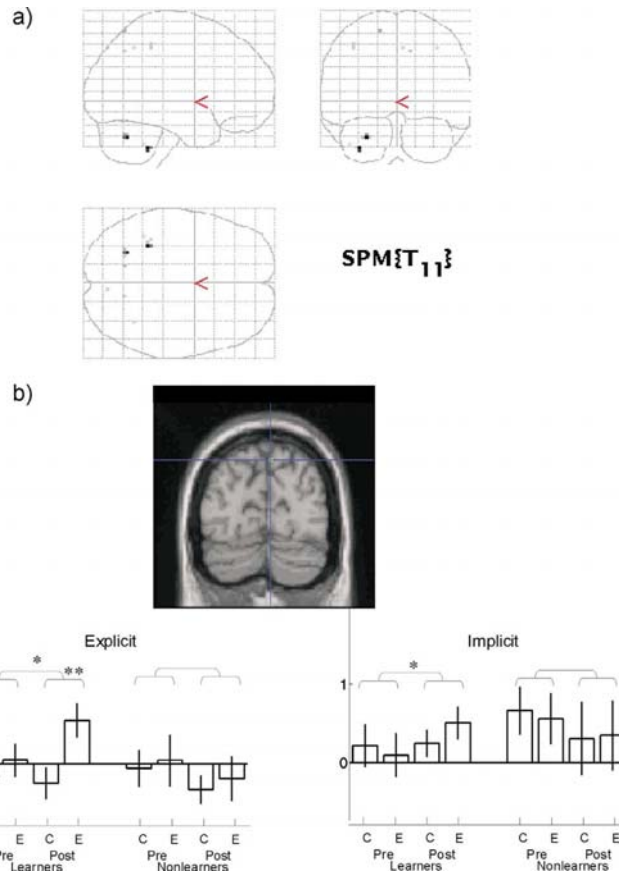 a)
SPM{T11}
b)
Explicit
Implicit
* **
*
1
0
E C E C E C E
C E C E C E C E
Pre Post Pre Post
Learners Nonlearners
Pre Post Pre Post
Learners Nonlearners